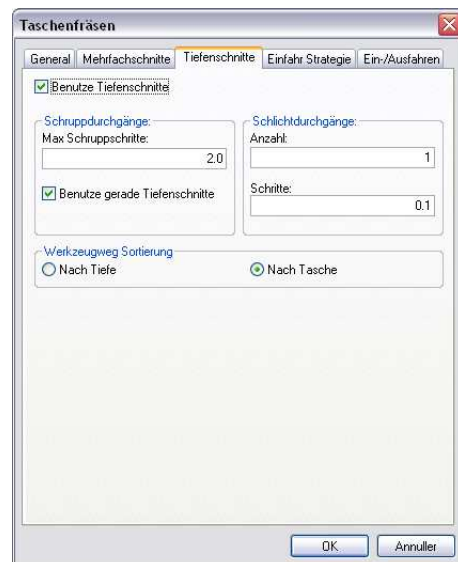 Taschenfräsen
General Mehrfachschnitte Tiefenschnitte Einfahr Strategie Ein-/Ausfahren
Benutze Tiefenschnitte
Schruppdurchgänge:
Max Schruppschritte:
2.0
Benutze gerade Tiefenschnitte
Schlichtdurchgänge:
Anzahl:
1
Schritte:
0.1
Werkzeugweg Sortierung
Nach Tiefe Nach Tasche
OK Annuller